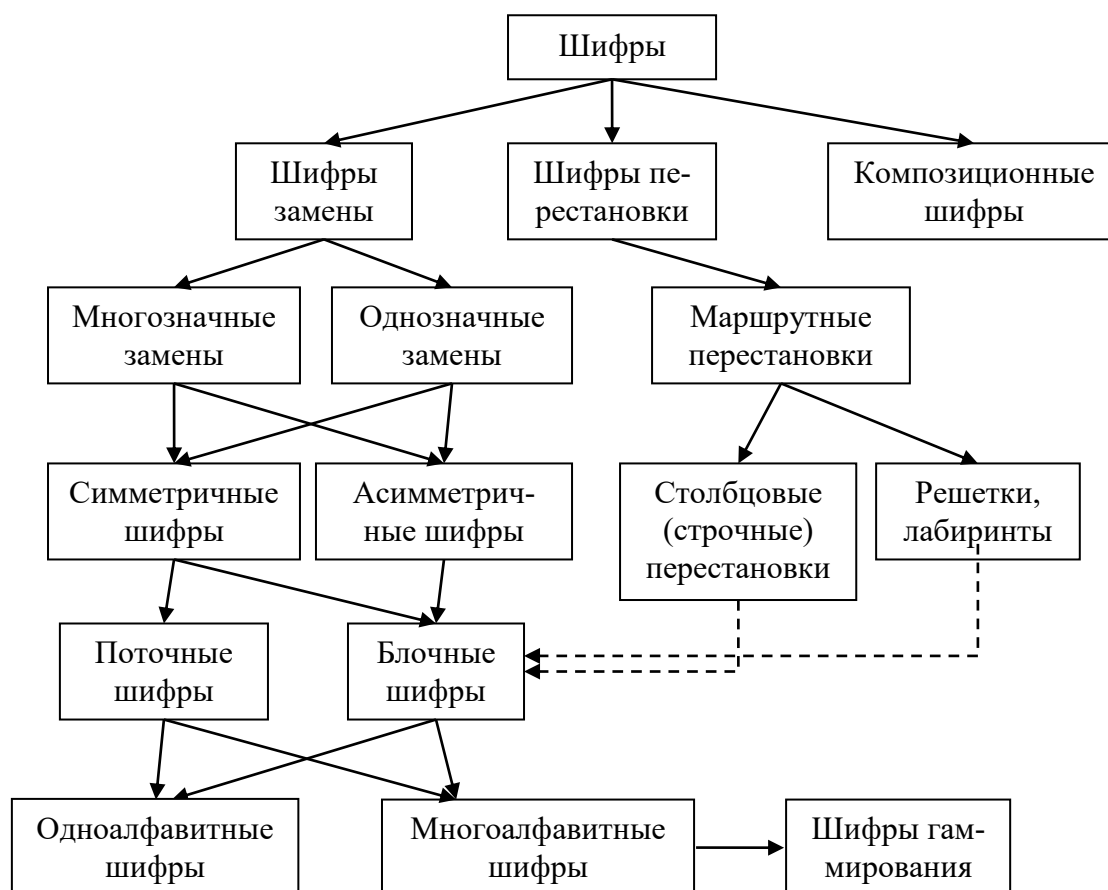 Шифры
Шифры
замены
Шифры пе-
рестановки
Композиционные
шифры
Многозначные
замены
Однозначные
замены
Маршрутные
перестановки
Симметричные
шифры
Асимметрич-
ные шифры
Столбцовые
(строчные)
перестановки
Решетки,
лабиринты
Поточные
шифры
Блочные
шифры
Одноалфавитные
шифры
Многоалфавитные
шифры
Шифры гам-
мирования